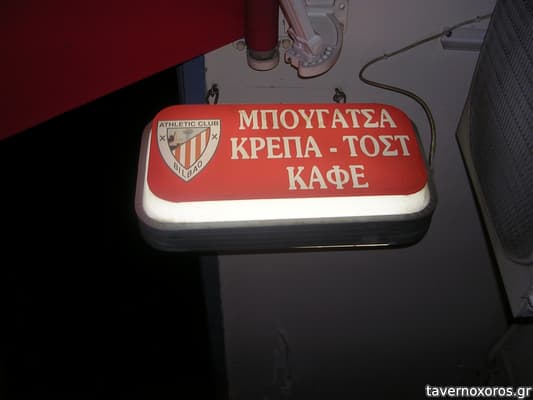 ATHLETIC CLUB
BILBAO
ΜΠΟΥΓΑΤΣΑ
ΚΡΕΠΑ - ΤΟΣΤ
ΚΑΦΕ
tavernoxoros.gr